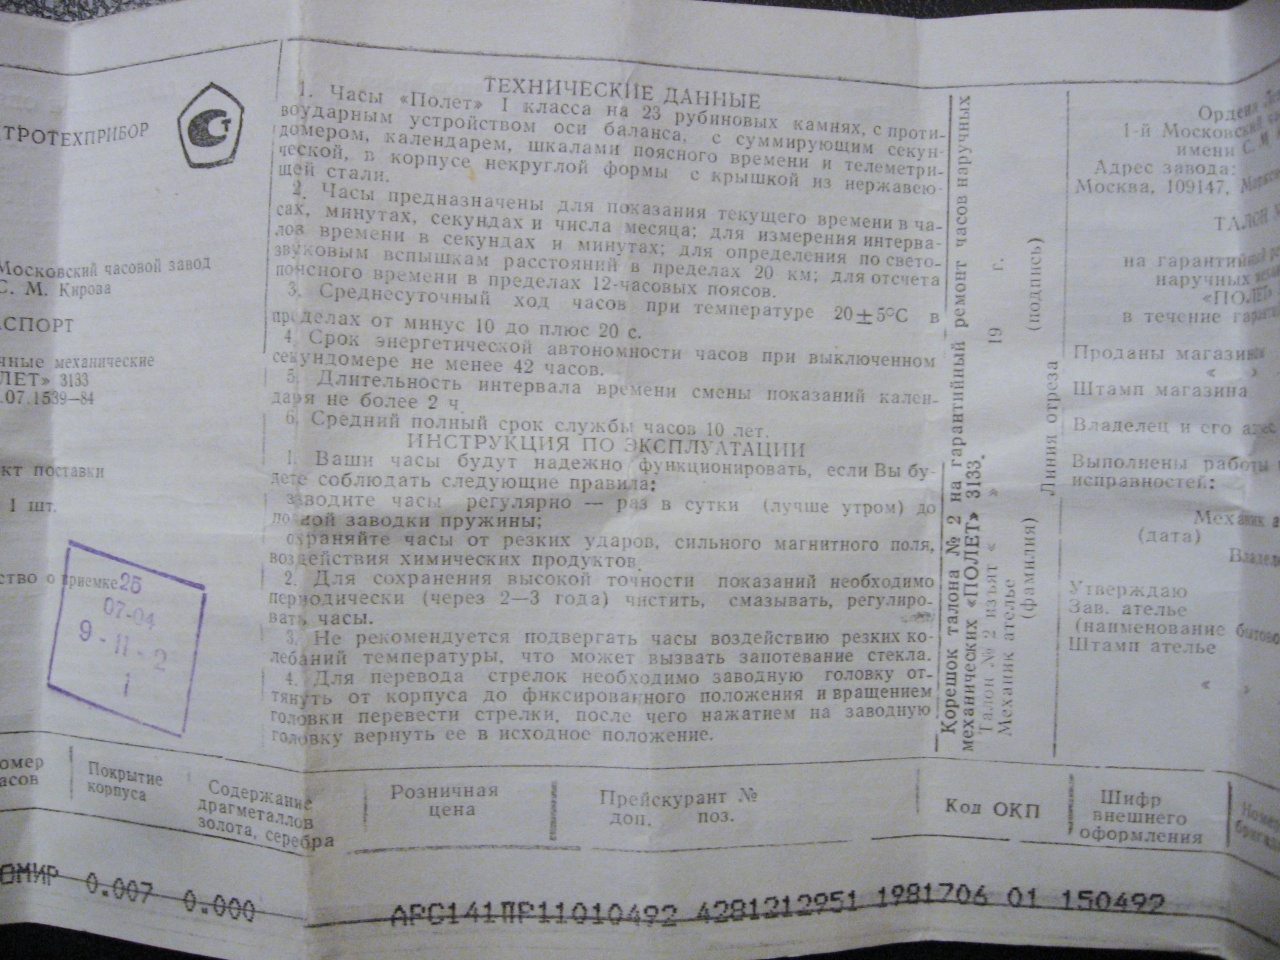 ТРОТЕХПРИБОР
Московский часовой завод
С. М. Кирова
АСПОРТ
чные механические
ЛЕТ» 3133
.07.1539—84
кт поставки
1 шт.
ство о приемке 25
07-04
9-II-2
1
ТЕХНИЧЕСКИЕ ДАННЫЕ
1. Часы «Полет» I класса на 23 рубиновых камнях, с проти-
воударным устройством оси баланса, с суммирующим секун-
домером, календарем, шкалами поясного времени и телеметри-
ческой, в корпусе некруглой формы с крышкой из нержавею-
щей стали.
2. Часы предназначены для показания текущего времени в ча-
сах, минутах, секундах и числа месяца; для измерения интерва-
лов времени в секундах и минутах; для определения по свето-
звуковым вспышкам расстояний в пределах 20 км; для отсчета
поясного времени в пределах 12-часовых поясов.
3. Среднесуточный ход часов при температуре 20±5°С в
пределах от минус 10 до плюс 20 с.
4. Срок энергетической автономности часов при выключенном
секундомере не менее 42 часов.
5. Длительность интервала времени смены показаний кален-
даря не более 2 ч.
6. Средний полный срок службы часов 10 лет.
ИНСТРУКЦИЯ ПО ЭКСПЛУАТАЦИИ
1. Ваши часы будут надежно функционировать, если Вы бу-
дете соблюдать следующие правила:
заводите часы регулярно — раз в сутки (лучше утром) до
полной заводки пружины;
охраняйте часы от резких ударов, сильного магнитного поля,
воздействия химических продуктов.
2. Для сохранения высокой точности показаний необходимо
периодически (через 2—3 года) чистить, смазывать, регулиро-
вать часы.
3. Не рекомендуется подвергать часы воздействию резких ко-
лебаний температуры, что может вызвать запотевание стекла.
4. Для перевода стрелок необходимо заводную головку от-
тянуть от корпуса до фиксированного положения и вращением
головки перевести стрелки, после чего нажатием на заводную
головку вернуть ее в исходное положение.
Корешок талона № 2 на гарантийный ремонт часов наручных
механических «ПОЛЕТ» 3133.
Талон № 2 изъят « » 19 г.
Механик ателье
(фамилия) (подпись)
Линия отреза
Ордена
1-й Московский
имени С. М
Адрес завода:
Москва, 109147,
ТАЛОН
на гарантийный
наручных
«ПОЛЕТ
в течение
Проданы магазином
« »
Штамп магазина
Владелец и его адрес
Выполнены работы
исправностей:
Механик
(дата)
Утверждаю
Зав. ателье
(наименование бытово
Штамп ателье
« »
омер
асов
Покрытие
корпуса
Содержание
драгметаллов
золота, серебра
Розничная
цена
Прейскурант №
доп. поз.
Код ОКП
Шифр
внешнего
оформления
Номер
ОМИР 0.007 0.000
АРС141ПР11010492 4281212951 1981706 01 150492